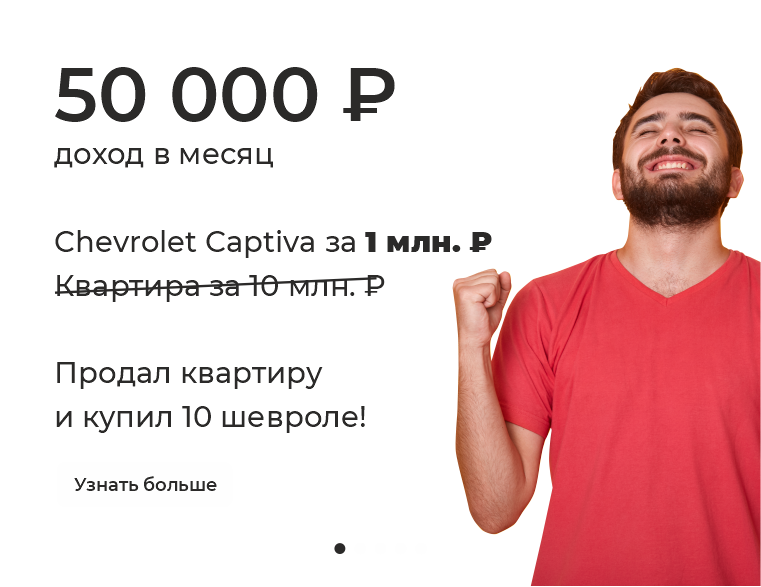 50 000 ₽
доход в месяц
Chevrolet Captiva за 1 млн. ₽
Квартира за 10 млн. ₽
Продал квартиру
и купил 10 шевроле!
Узнать больше